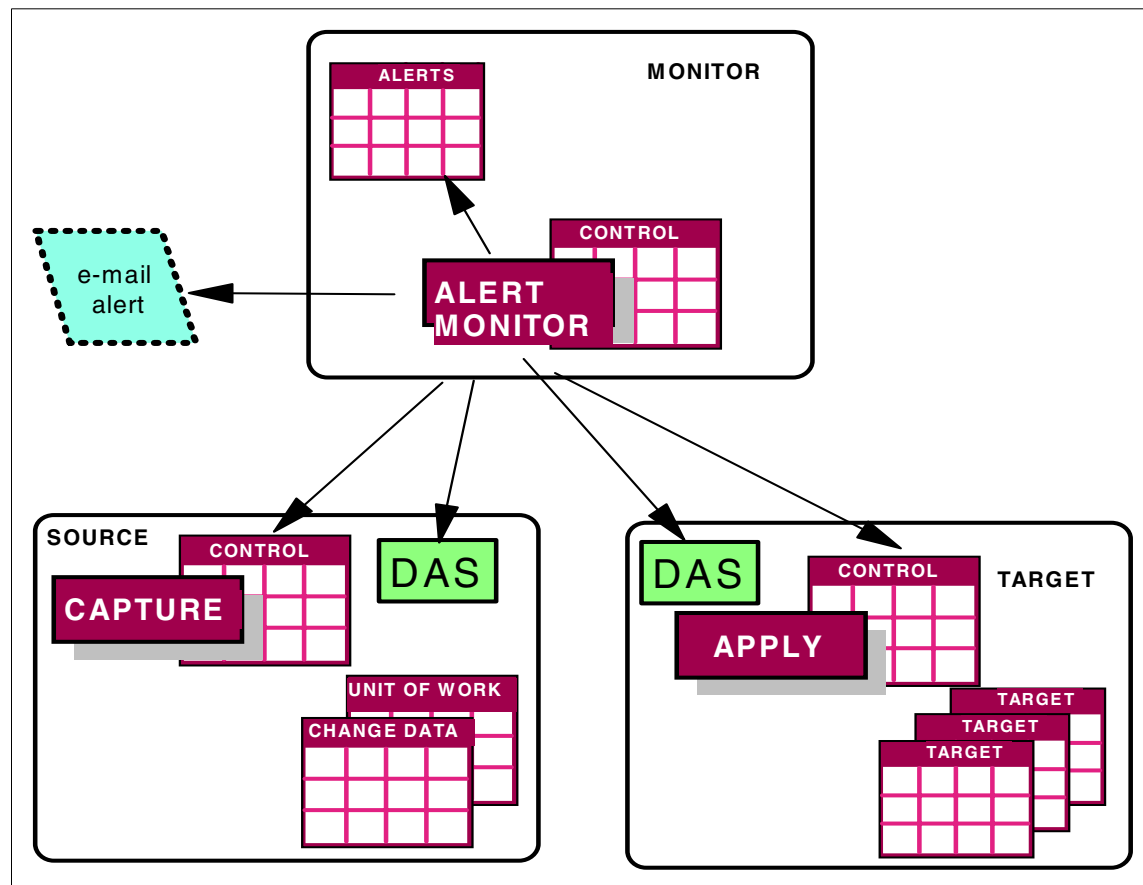 MONITOR
ALERTS
CONTROL
ALERT
MONITOR
e-mail
alert
SOURCE
CONTROL
CAPTURE
DAS
UNIT OF WORK
CHANGE DATA
DAS
CONTROL
TARGET
APPLY
TARGET
TARGET
TARGET